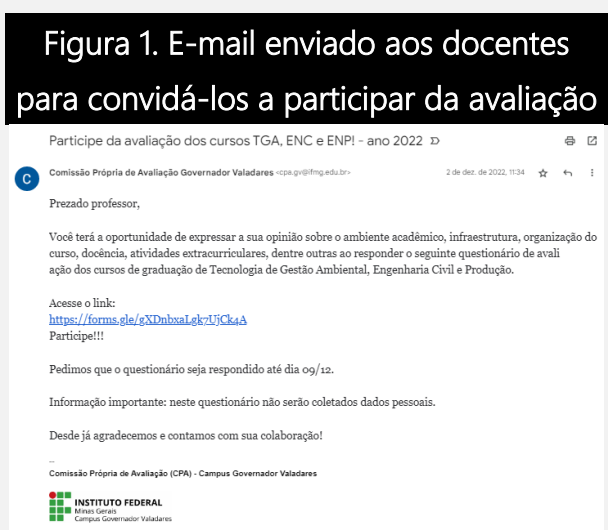 Figura 1. E-mail enviado aos docentes
para convidá-los a participar da avaliação
Participe da avaliação dos cursos TGA, ENC e ENP! - ano 2022
C
Comissão Própria de Avaliação Governador Valadares <cpa.gv@ifmg.edu.br>
2 de dez. de 2022, 11:34
Prezado professor,
Você terá a oportunidade de expressar a sua opinião sobre o ambiente acadêmico, infraestrutura, organização do
curso, docência, atividades extracurriculares, dentre outras ao responder o seguinte questionário de avali
ação dos cursos de graduação de Tecnologia de Gestão Ambiental, Engenharia Civil e Produção.
Acesse o link:
https://forms.gle/gXDnbxaLgk7UjCk4A
Participe!!!
Pedimos que o questionário seja respondido até dia 09/12.
Informação importante: neste questionário não serão coletados dados pessoais.
Desde já agradecemos e contamos com sua colaboração!
--
Comissão Própria de Avaliação (CPA) - Campus Governador Valadares
INSTITUTO FEDERAL
Minas Gerais
Campus Governador Valadares